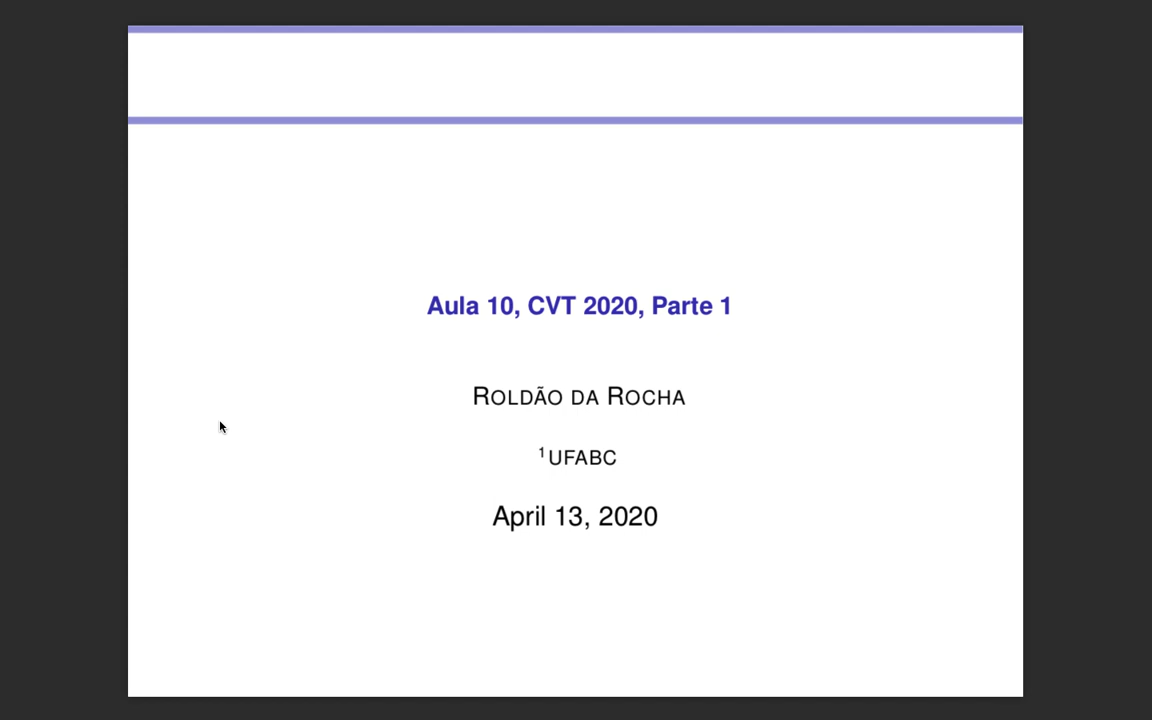 Aula 10, CVT 2020, Parte 1
ROLDÃO DA ROCHA
¹UFABC
April 13, 2020